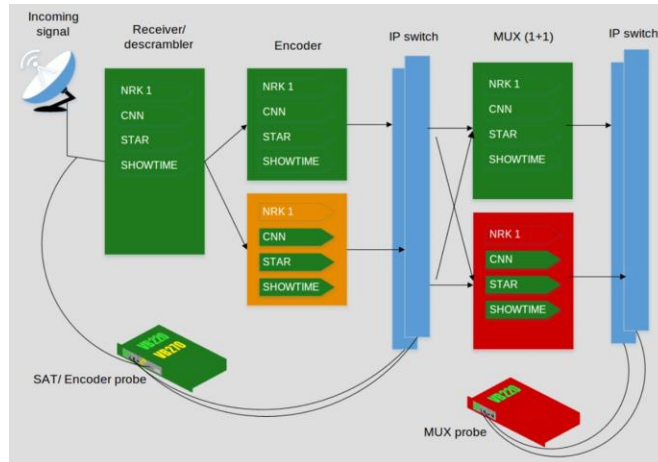 Incoming
signal
Receiver/
descrambler
Encoder
IP switch
MUX (1+1)
IP switch
NRK 1
CNN
STAR
SHOWTIME
NRK 1
CNN
STAR
SHOWTIME
NRK 1
CNN
STAR
SHOWTIME
NRK 1
CNN
STAR
SHOWTIME
NRK 1
CNN
STAR
SHOWTIME
VB220
VB270
SAT/ Encoder probe
VB220
MUX probe